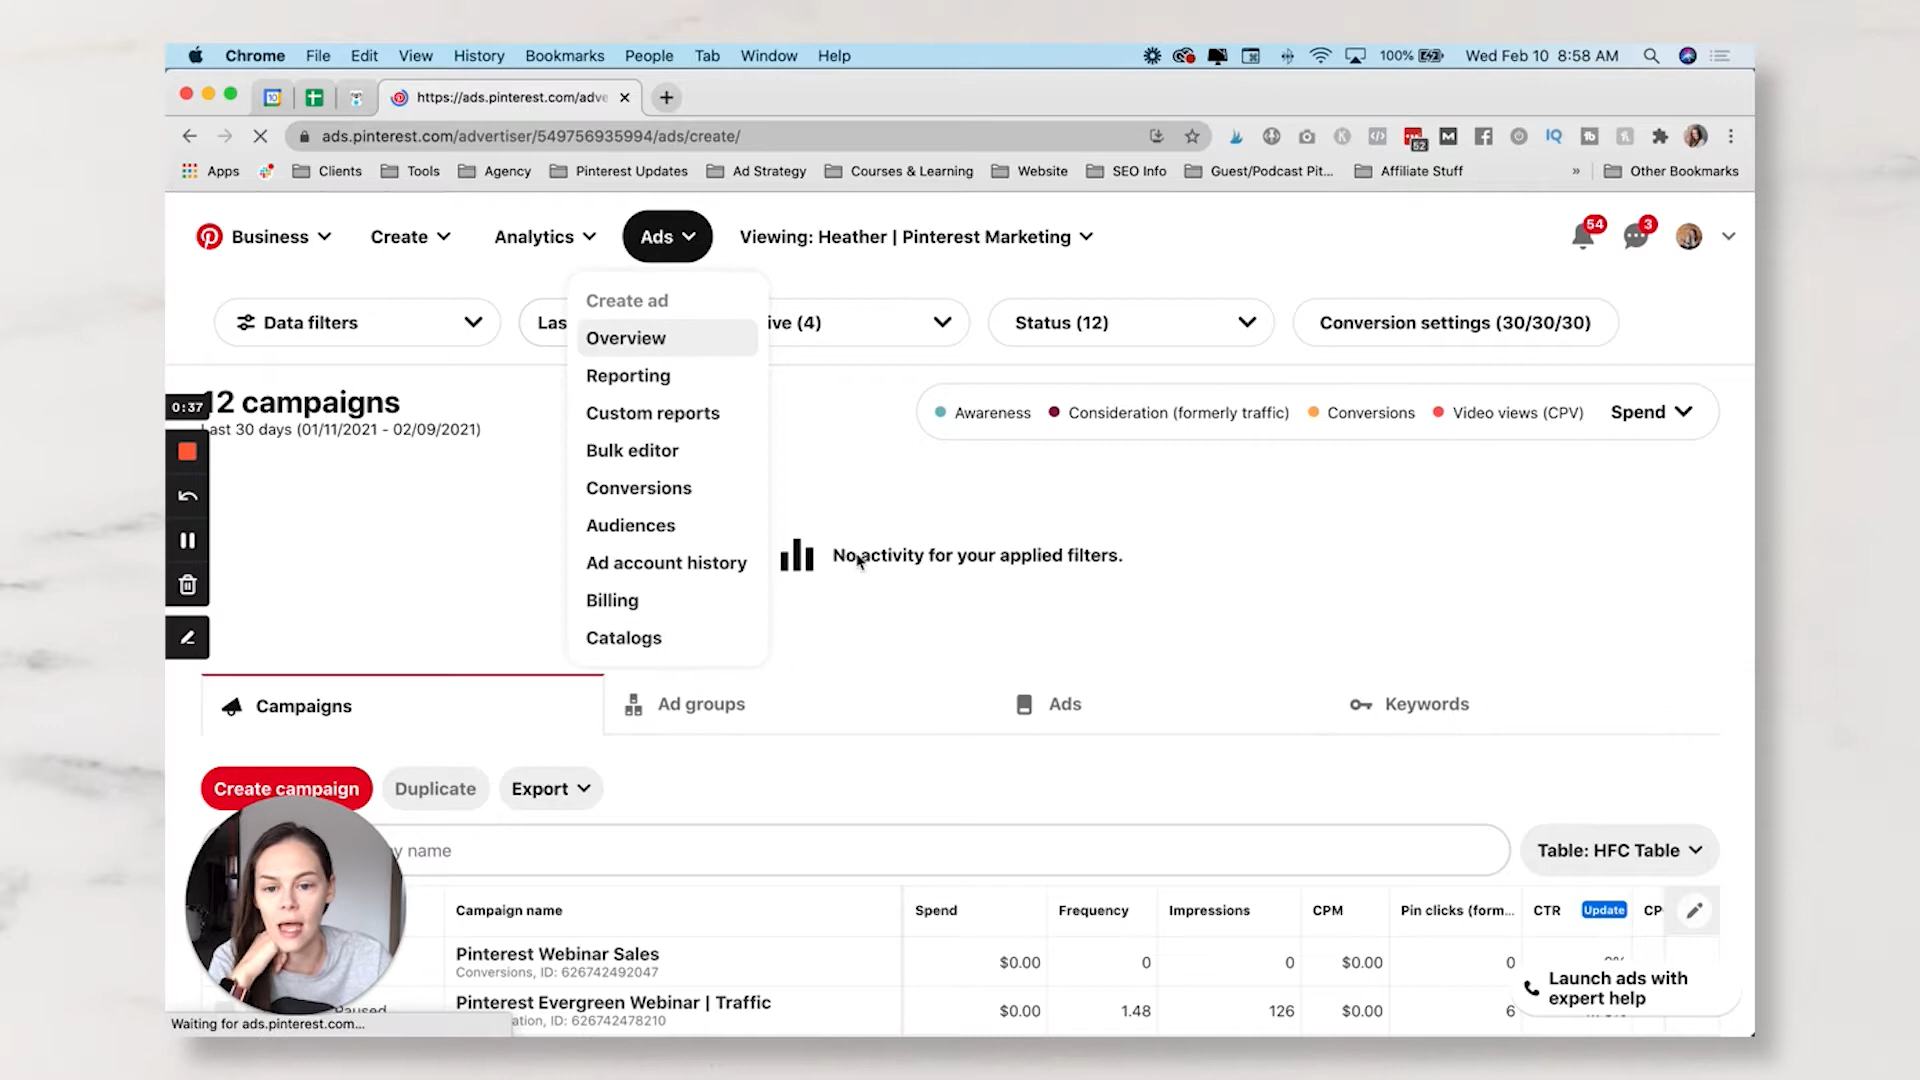 Chrome File Edit View History Bookmarks People Tab Window Help 100% Wed Feb 10 8:58 AM
https://ads.pinterest.com/adve
ads.pinterest.com/advertiser/549756935994/ads/create/
52
Apps Clients Tools Agency Pinterest Updates Ad Strategy Courses & Learning Website SEO Info Guest/Podcast Pit... Affiliate Stuff » Other Bookmarks
Business Create Analytics Ads Viewing: Heather | Pinterest Marketing 54 3
Create ad
Overview
Reporting
Custom reports
Bulk editor
Conversions
Audiences
Ad account history
Billing
Catalogs
Data filters Las ive (4) Status (12) Conversion settings (30/30/30)
0:37
12 campaigns
Last 30 days (01/11/2021 - 02/09/2021)
Awareness Consideration (formerly traffic) Conversions Video views (CPV) Spend
No activity for your applied filters.
Campaigns Ad groups Ads Keywords
Create campaign Duplicate Export
y name Table: HFC Table
Campaign name Spend Frequency Impressions CPM Pin clicks (form... CTR Update CP
Pinterest Webinar Sales $0.00 0 0 $0.00 0
Conversions, ID: 626742492047
Paused
Pinterest Evergreen Webinar | Traffic $0.00 1.48 126 $0.00 6
ation, ID: 626742478210
Launch ads with
expert help
Waiting for ads.pinterest.com...